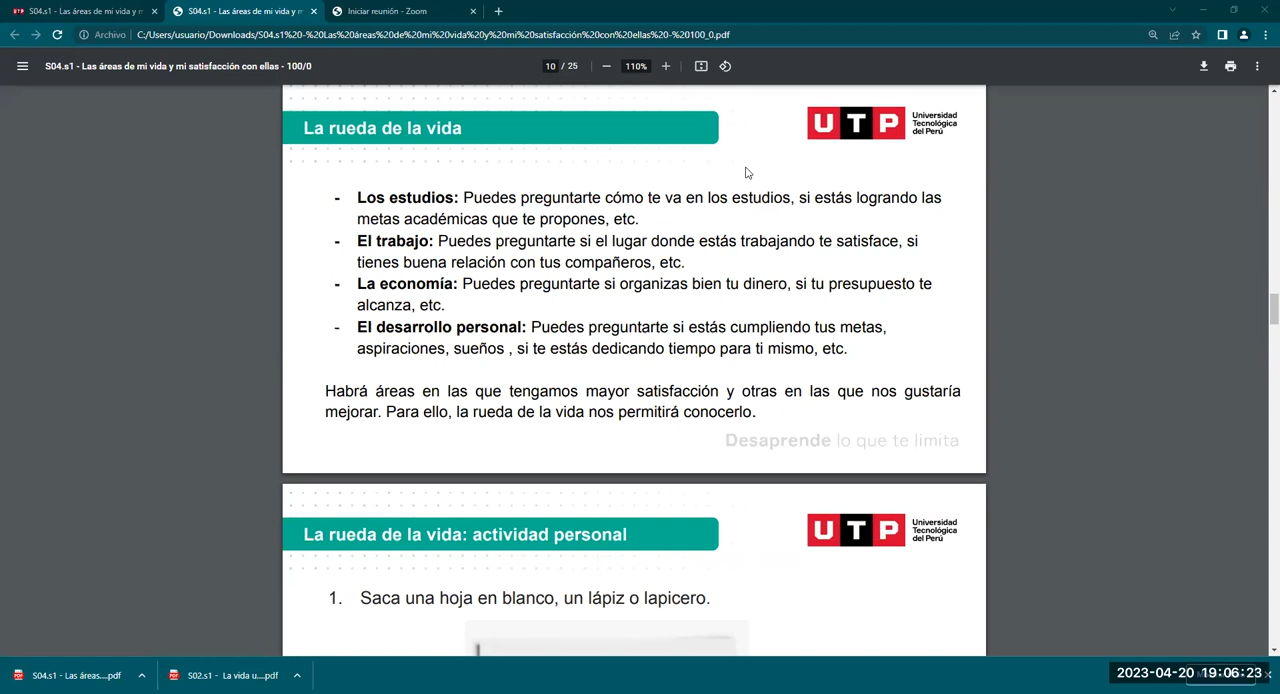 S04.s1 - Las áreas de mi vida y m
S04.s1 - Las áreas de mi vida y m
Iniciar reunión - Zoom
Archivo
C:/Users/usuario/Downloads/S04.s1%20-%20Las%20áreas%20de%20mi%20vida%20y%20mi%20satisfacción%20con%20ellas%20-%20100_0.pdf
S04.s1 - Las áreas de mi vida y mi satisfacción con ellas - 100/0
10 / 25
110%
La rueda de la vida
UTP
Universidad
Tecnológica
del Perú
- Los estudios: Puedes preguntarte cómo te va en los estudios, si estás logrando las
metas académicas que te propones, etc.
- El trabajo: Puedes preguntarte si el lugar donde estás trabajando te satisface, si
tienes buena relación con tus compañeros, etc.
- La economía: Puedes preguntarte si organizas bien tu dinero, si tu presupuesto te
alcanza, etc.
- El desarrollo personal: Puedes preguntarte si estás cumpliendo tus metas,
aspiraciones, sueños , si te estás dedicando tiempo para ti mismo, etc.
Habrá áreas en las que tengamos mayor satisfacción y otras en las que nos gustaría
mejorar. Para ello, la rueda de la vida nos permitirá conocerlo.
Desaprende lo que te limita
La rueda de la vida: actividad personal
UTP
Universidad
Tecnológica
del Perú
1. Saca una hoja en blanco, un lápiz o lapicero.
S04.s1 - Las áreas....pdf
S02.s1 - La vida u....pdf
2023-04-20 19:06:23